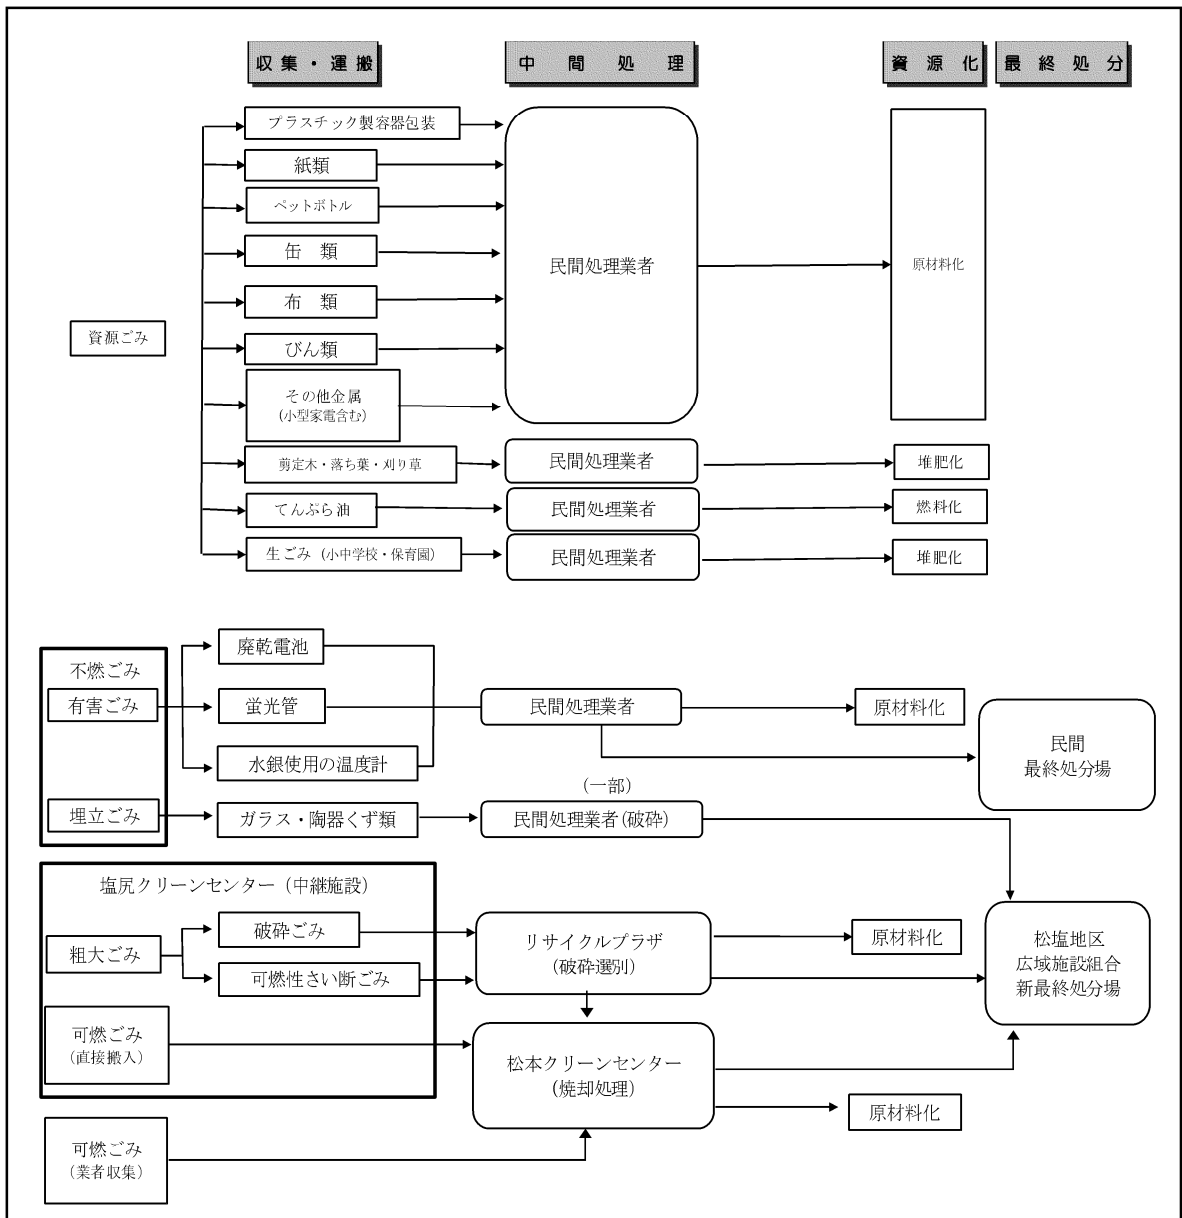 収集・運搬
中間処理
資源化
最終処分
プラスチック製容器包装
紙類
ペットボトル
缶　類
民間処理業者
原材料化
布　類
資源ごみ
びん類
その他金属
(小型家電含む)
剪定木・落ち葉・刈り草
民間処理業者
堆肥化
てんぷら油
民間処理業者
燃料化
生ごみ（小中学校・保育園）
民間処理業者
堆肥化
不燃ごみ
廃乾電池
有害ごみ
蛍光管
民間処理業者
原材料化
民間
最終処分場
水銀使用の温度計
(一部)
埋立ごみ
ガラス・陶器くず類
民間処理業者(破砕)
塩尻クリーンセンター（中継施設）
粗大ごみ
破砕ごみ
可燃性さい断ごみ
リサイクルプラザ
(破砕選別)
原材料化
松塩地区
広域施設組合
新最終処分場
可燃ごみ
(直接搬入)
松本クリーンセンター
(焼却処理)
原材料化
可燃ごみ
(業者収集)